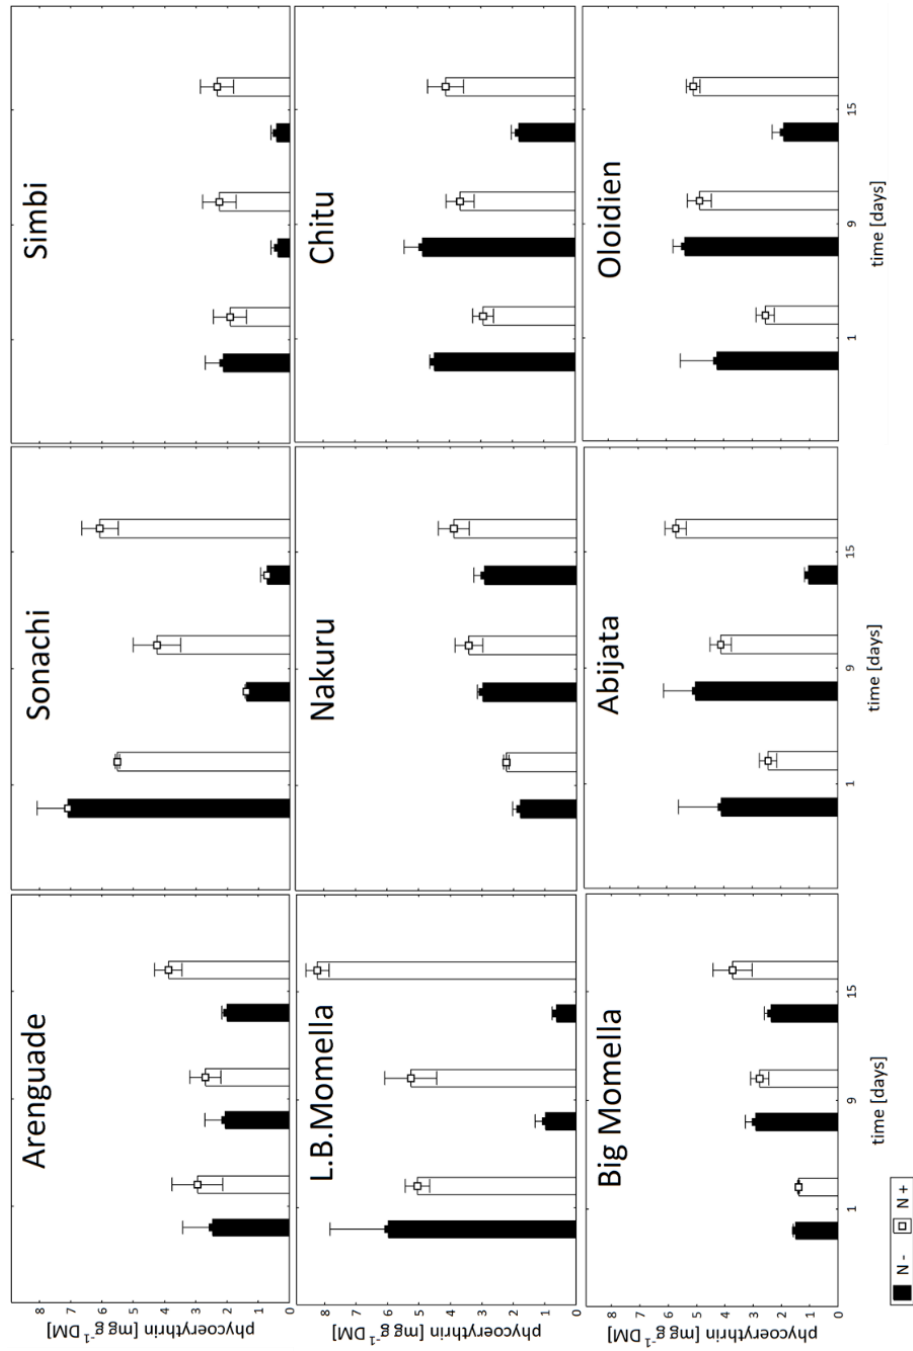 Arenguade
Sonachi
Simbi
phycoerythrin [mg g-1 DM]
8
7
6
5
4
3
2
1
0
L.B.Momella
Nakuru
Chitu
phycoerythrin [mg g-1 DM]
8
7
6
5
4
3
2
1
0
Big Momella
Abijata
Oloidien
phycoerythrin [mg g-1 DM]
8
7
6
5
4
3
2
1
0
1 9 15
1 9 15
1 9 15
time [days]
time [days]
time [days]
N - N +